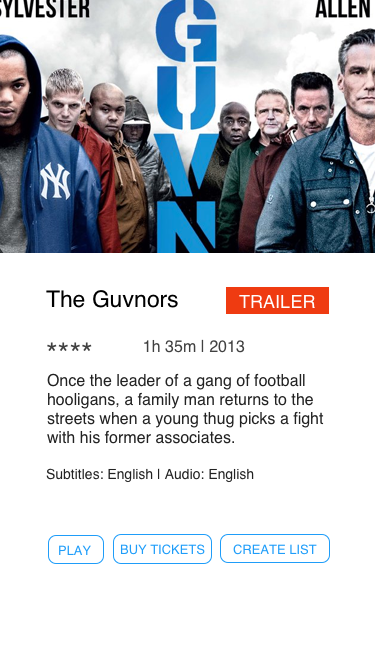 SYLVESTER ALLEN
GUVN
NY
The Guvnors TRAILER
**** 1h 35m | 2013
Once the leader of a gang of football
hooligans, a family man returns to the
streets when a young thug picks a fight
with his former associates.
Subtitles: English | Audio: English
PLAY BUY TICKETS CREATE LIST